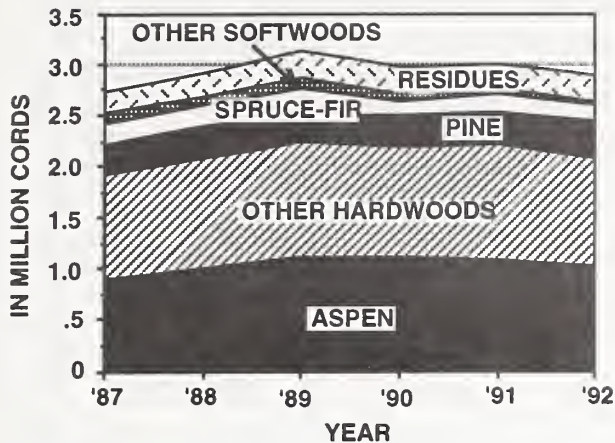 3.5
3.0
2.5
2.0
1.5
1.0
.5
0
IN MILLION CORDS
OTHER SOFTWOODS
RESIDUES
SPRUCE-FIR
PINE
OTHER HARDWOODS
ASPEN
'87
'88
'89
'90
'91
'92
YEAR